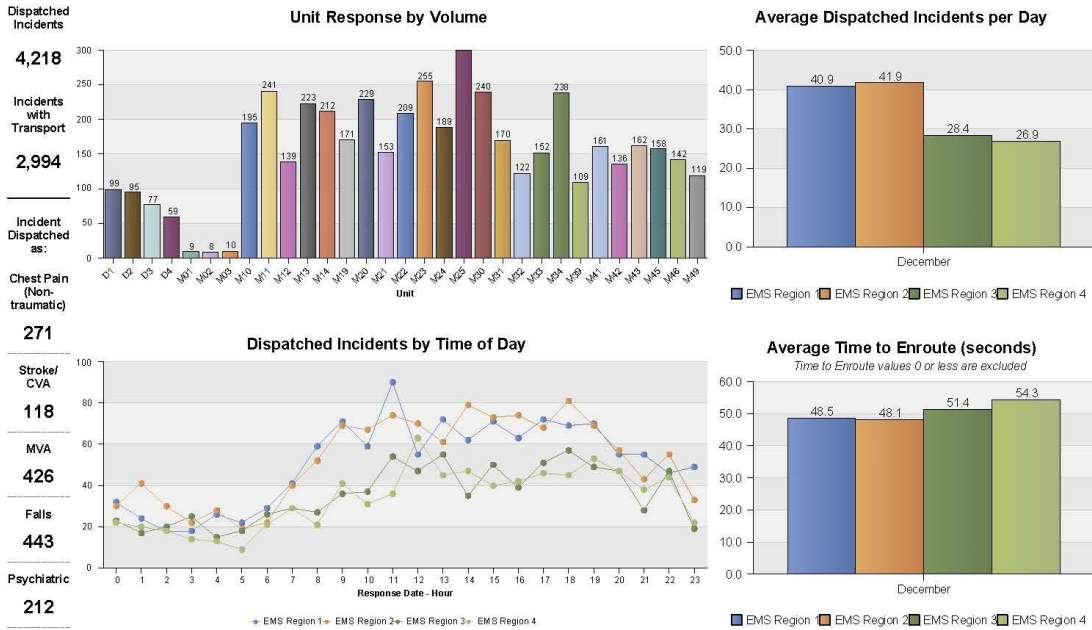 Dispatched
Incidents
4,218
Incidents
with
Transport
2,994
Incident
Dispatched
as:
Chest Pain
(Non-
traumatic)
271
Stroke/
CVA
118
MVA
426
Falls
443
Psychiatric
212
Unit Response by Volume
300
250
200
150
100
50
0
99 95 77 59 9 8 10 195 241 139 223 212 171 229 153 209 255 189 240 170 122 152 238 109 161 136 162 158 142 119
D1 D2 D3 D4 M01 M02 M03 M10 M11 M12 M13 M14 M19 M20 M21 M22 M23 M24 M25 M30 M31 M32 M33 M34 M39 M41 M42 M43 M45 M46 M49
Unit
Average Dispatched Incidents per Day
50.0
40.0
30.0
20.0
10.0
0.0
40.9 41.9 28.4 26.9
December
EMS Region 1 EMS Region 2 EMS Region 3 EMS Region 4
Dispatched Incidents by Time of Day
100
80
60
40
20
0
0 1 2 3 4 5 6 7 8 9 10 11 12 13 14 15 16 17 18 19 20 21 22 23
Response Date - Hour
EMS Region 1 EMS Region 2 EMS Region 3 EMS Region 4
Average Time to Enroute (seconds)
Time to Enroute values 0 or less are excluded
60.0
50.0
40.0
30.0
20.0
10.0
0.0
48.5 48.1 51.4 54.3
December
EMS Region 1 EMS Region 2 EMS Region 3 EMS Region 4